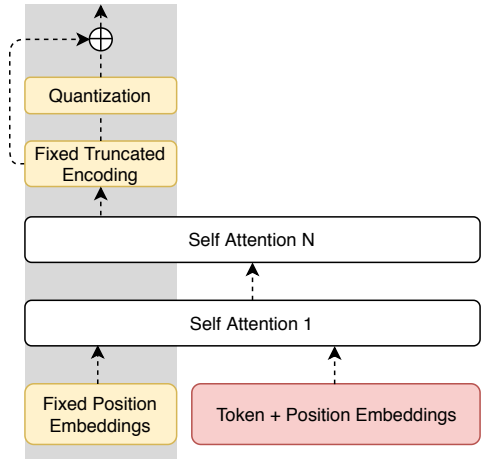 Quantization
Fixed Truncated
Encoding
Self Attention N
Self Attention 1
Fixed Position
Embeddings
Token + Position Embeddings